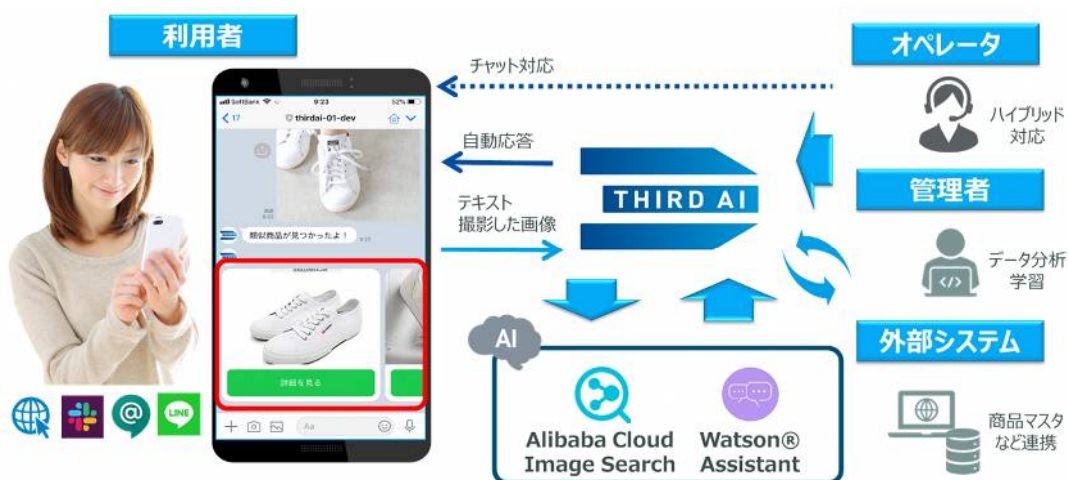 利用者
SoftBank
9:23
52%
17
thirdai-01-dev
類似商品が見つかったよ！
詳細を見る
Aa
LINE
チャット対応
自動応答
テキスト
撮影した画像
THIRD AI
AI
Alibaba Cloud
Image Search
Watson®
Assistant
オペレータ
ハイブリッド
対応
管理者
データ分析
学習
外部システム
商品マスタ
など連携